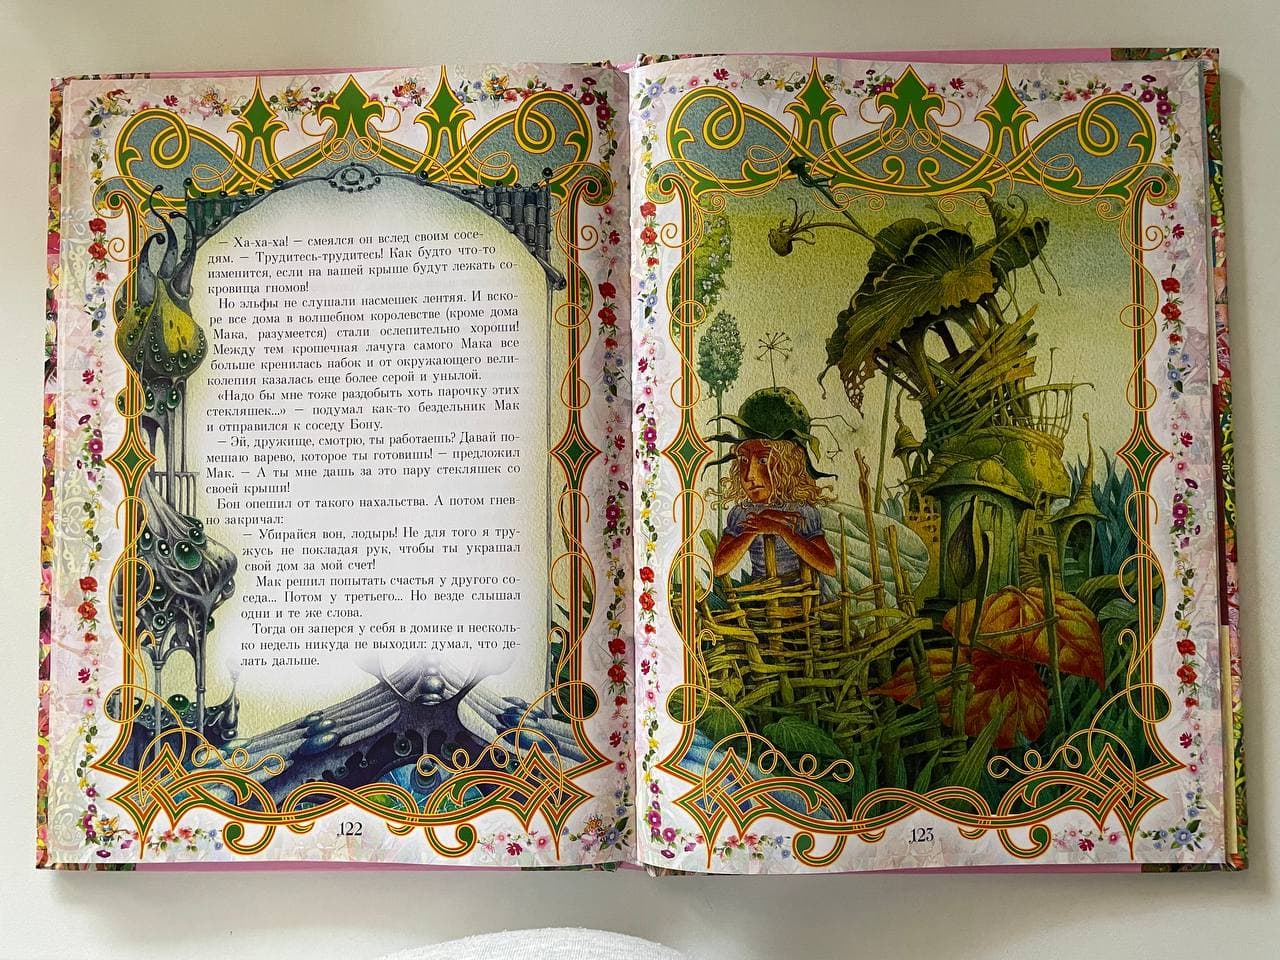 — Ха-ха-ха! — смеялся он вслед своим сосе-
дям. — Трудитесь-трудитесь! Как будто что-то
изменится, если на вашей крыше будут лежать со-
кровища гномов!
Но эльфы не слушали насмешек лентяя. И вско-
ре все дома в волшебном королевстве (кроме дома
Мака, разумеется) стали ослепительно хороши!
Между тем крошечная лачуга самого Мака все
больше кренилась набок и от окружающего вели-
колепия казалась еще более серой и унылой.
«Надо бы мне тоже раздобыть хоть парочку этих
стекляшек...» — подумал как-то бездельник Мак
и отправился к соседу Бону.
— Эй, дружище, смотрю, ты работаешь? Давай по-
мешаю варево, которое ты готовишь! — предложил
Мак. — А ты мне дашь за это пару стекляшек со
своей крыши!
Бон опешил от такого нахальства. А потом гнев-
но закричал:
— Убирайся вон, лодырь! Не для того я тру-
жусь не покладая рук, чтобы ты украшал
свой дом за мой счет!
Мак решил попытать счастья у другого со-
седа... Потом у третьего... Но везде слышал
одни и те же слова.
Тогда он заперся у себя в домике и несколь-
ко недель никуда не выходил: думал, что де-
лать дальше.
122
123